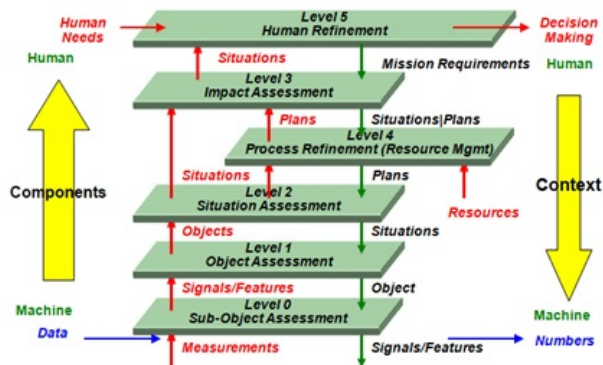 Human
Needs
Level 5
Human Refinement
Decision
Making
Human
Situations
Mission Requirements
Human
Level 3
Impact Assessment
Plans
Situations|Plans
Level 4
Process Refinement (Resource Mgmt)
Components
Situations
Plans
Context
Level 2
Situation Assessment
Resources
Objects
Situations
Level 1
Object Assessment
Signals/Features
Object
Machine
Level 0
Sub-Object Assessment
Machine
Data
Numbers
Measurements
Signals/Features